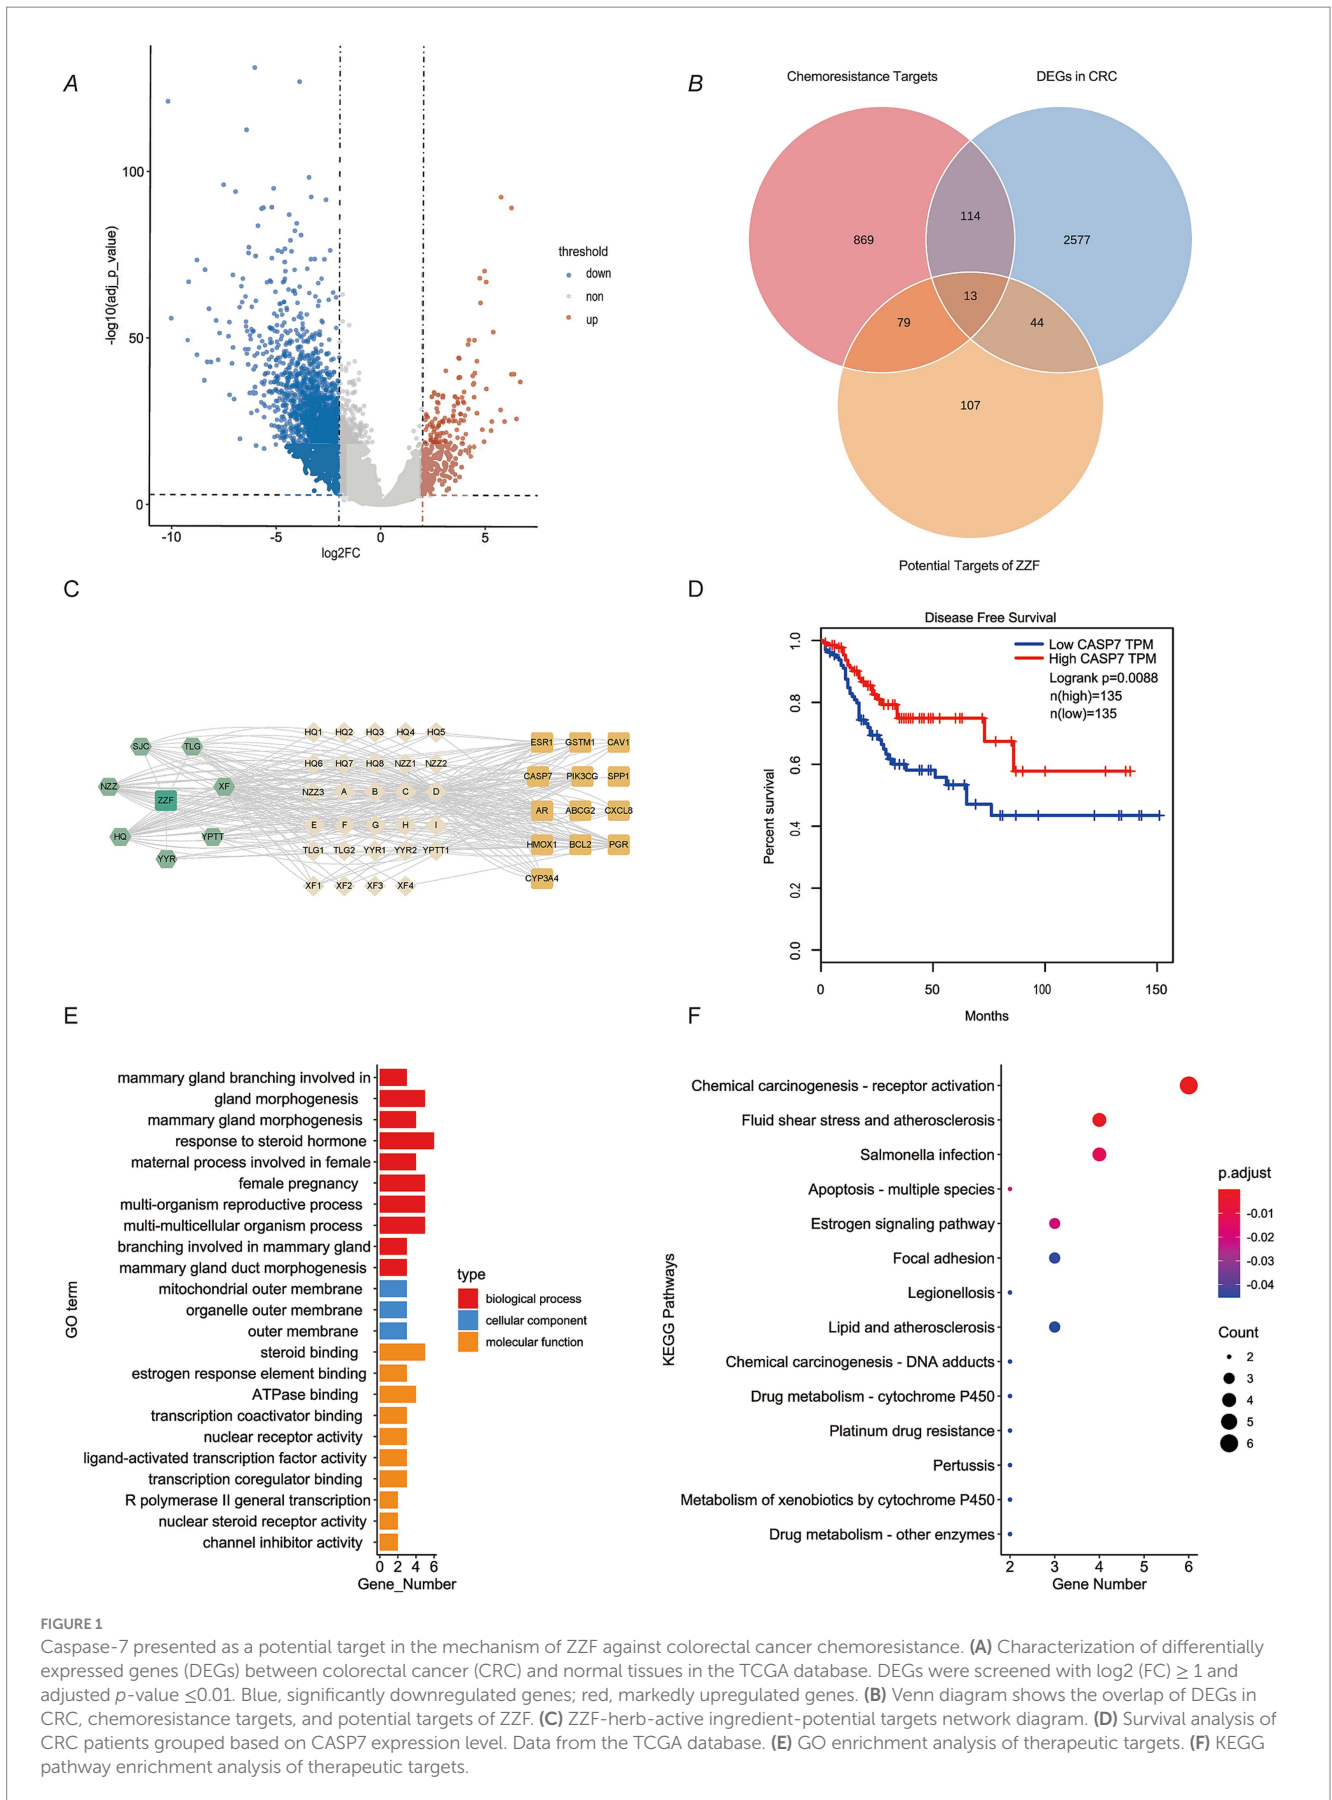 A
100
50
0
-log10(adj_p_value)
-10
-5
0
5
log2FC
threshold
down
non
up
B
Chemoresistance Targets
DEGs in CRC
869
114
2577
13
79
44
107
Potential Targets of ZZF
C
SJC
TLG
NZZ
XF
ZZF
HQ
YPTT
YYR
HQ1 HQ2 HQ3 HQ4 HQ5
HQ6 HQ7 HQ8 NZZ1 NZZ2
NZZ3 A B C D
E F G H I
TLG1 TLG2 YYR1 YYR2 YPTT1
XF1 XF2 XF3 XF4
ESR1 GSTM1 CAV1
CASP7 PIK3CG SPP1
AR ABCG2 CXCL8
HMOX1 BCL2 PGR
CYP3A4
D
Disease Free Survival
Low CASP7 TPM
High CASP7 TPM
Logrank p=0.0088
n(high)=135
n(low)=135
1.0
0.8
0.6
0.4
0.2
0.0
Percent survival
0
50
100
150
Months
E
GO term
mammary gland branching involved in
gland morphogenesis
mammary gland morphogenesis
response to steroid hormone
maternal process involved in female
female pregnancy
multi-organism reproductive process
multi-multicellular organism process
branching involved in mammary gland
mammary gland duct morphogenesis
mitochondrial outer membrane
organelle outer membrane
outer membrane
steroid binding
estrogen response element binding
ATPase binding
transcription coactivator binding
nuclear receptor activity
ligand-activated transcription factor activity
transcription coregulator binding
R polymerase II general transcription
nuclear steroid receptor activity
channel inhibitor activity
0 2 4 6
Gene_Number
type
biological process
cellular component
molecular function
F
KEGG Pathways
Chemical carcinogenesis - receptor activation
Fluid shear stress and atherosclerosis
Salmonella infection
Apoptosis - multiple species
Estrogen signaling pathway
Focal adhesion
Legionellosis
Lipid and atherosclerosis
Chemical carcinogenesis - DNA adducts
Drug metabolism - cytochrome P450
Platinum drug resistance
Pertussis
Metabolism of xenobiotics by cytochrome P450
Drug metabolism - other enzymes
2 3 4 5 6
Gene Number
p.adjust
-0.01
-0.02
-0.03
-0.04
Count
2
3
4
5
6
FIGURE 1
Caspase-7 presented as a potential target in the mechanism of ZZF against colorectal cancer chemoresistance. (A) Characterization of differentially
expressed genes (DEGs) between colorectal cancer (CRC) and normal tissues in the TCGA database. DEGs were screened with log2 (FC) ≥ 1 and
adjusted p-value ≤0.01. Blue, significantly downregulated genes; red, markedly upregulated genes. (B) Venn diagram shows the overlap of DEGs in
CRC, chemoresistance targets, and potential targets of ZZF. (C) ZZF-herb-active ingredient-potential targets network diagram. (D) Survival analysis of
CRC patients grouped based on CASP7 expression level. Data from the TCGA database. (E) GO enrichment analysis of therapeutic targets. (F) KEGG
pathway enrichment analysis of therapeutic targets.